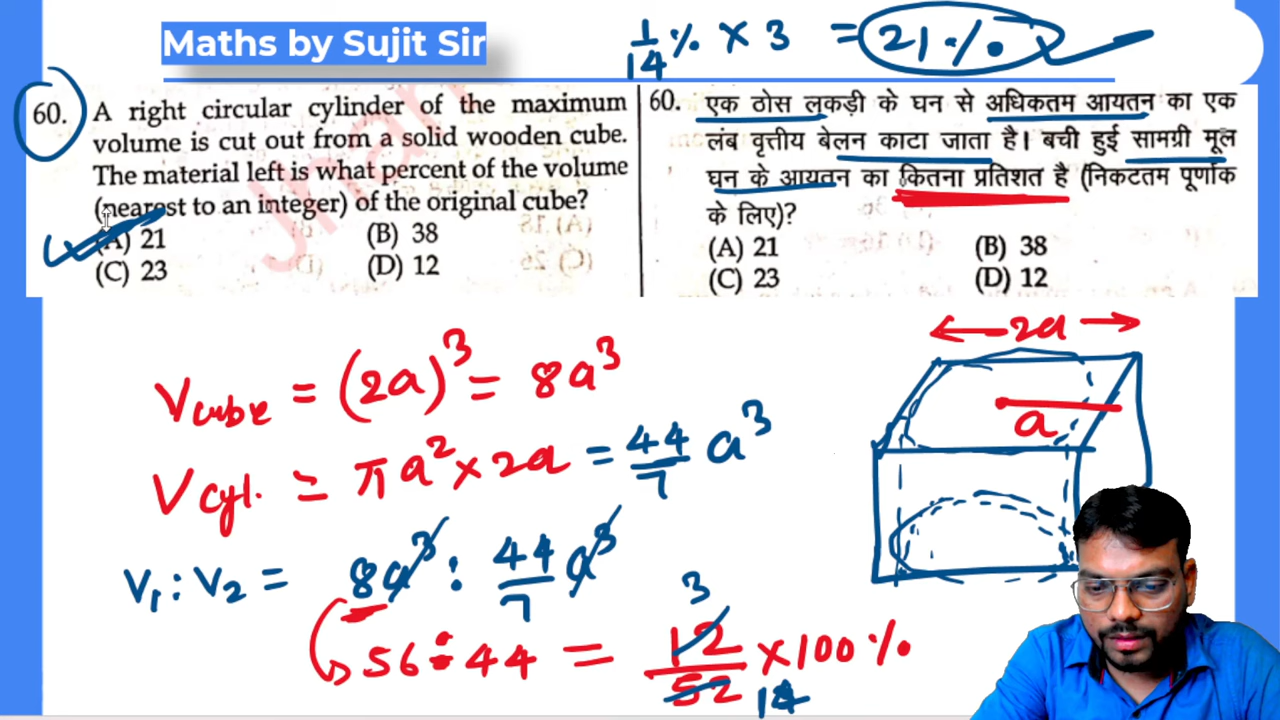 Maths by Sujit Sir
1/14 % × 3 = 21%
60. A right circular cylinder of the maximum
volume is cut out from a solid wooden cube.
The material left is what percent of the volume
(nearest to an integer) of the original cube?
(A) 21 (B) 38
(C) 23 (D) 12
60. एक ठोस लकड़ी के घन से अधिकतम आयतन का एक
लंब वृत्तीय बेलन काटा जाता है। बची हुई सामग्री मूल
घन के आयतन का कितना प्रतिशत है (निकटतम पूर्णांक
के लिए)?
(A) 21 (B) 38
(C) 23 (D) 12
2a
a
Vcube = (2a)³ = 8a³
Vcyl. = πa² × 2a = 44/7 a³
V₁ : V₂ = 8a³ : 44/7 a³
3
56 : 44 = 12/52 × 100%
14